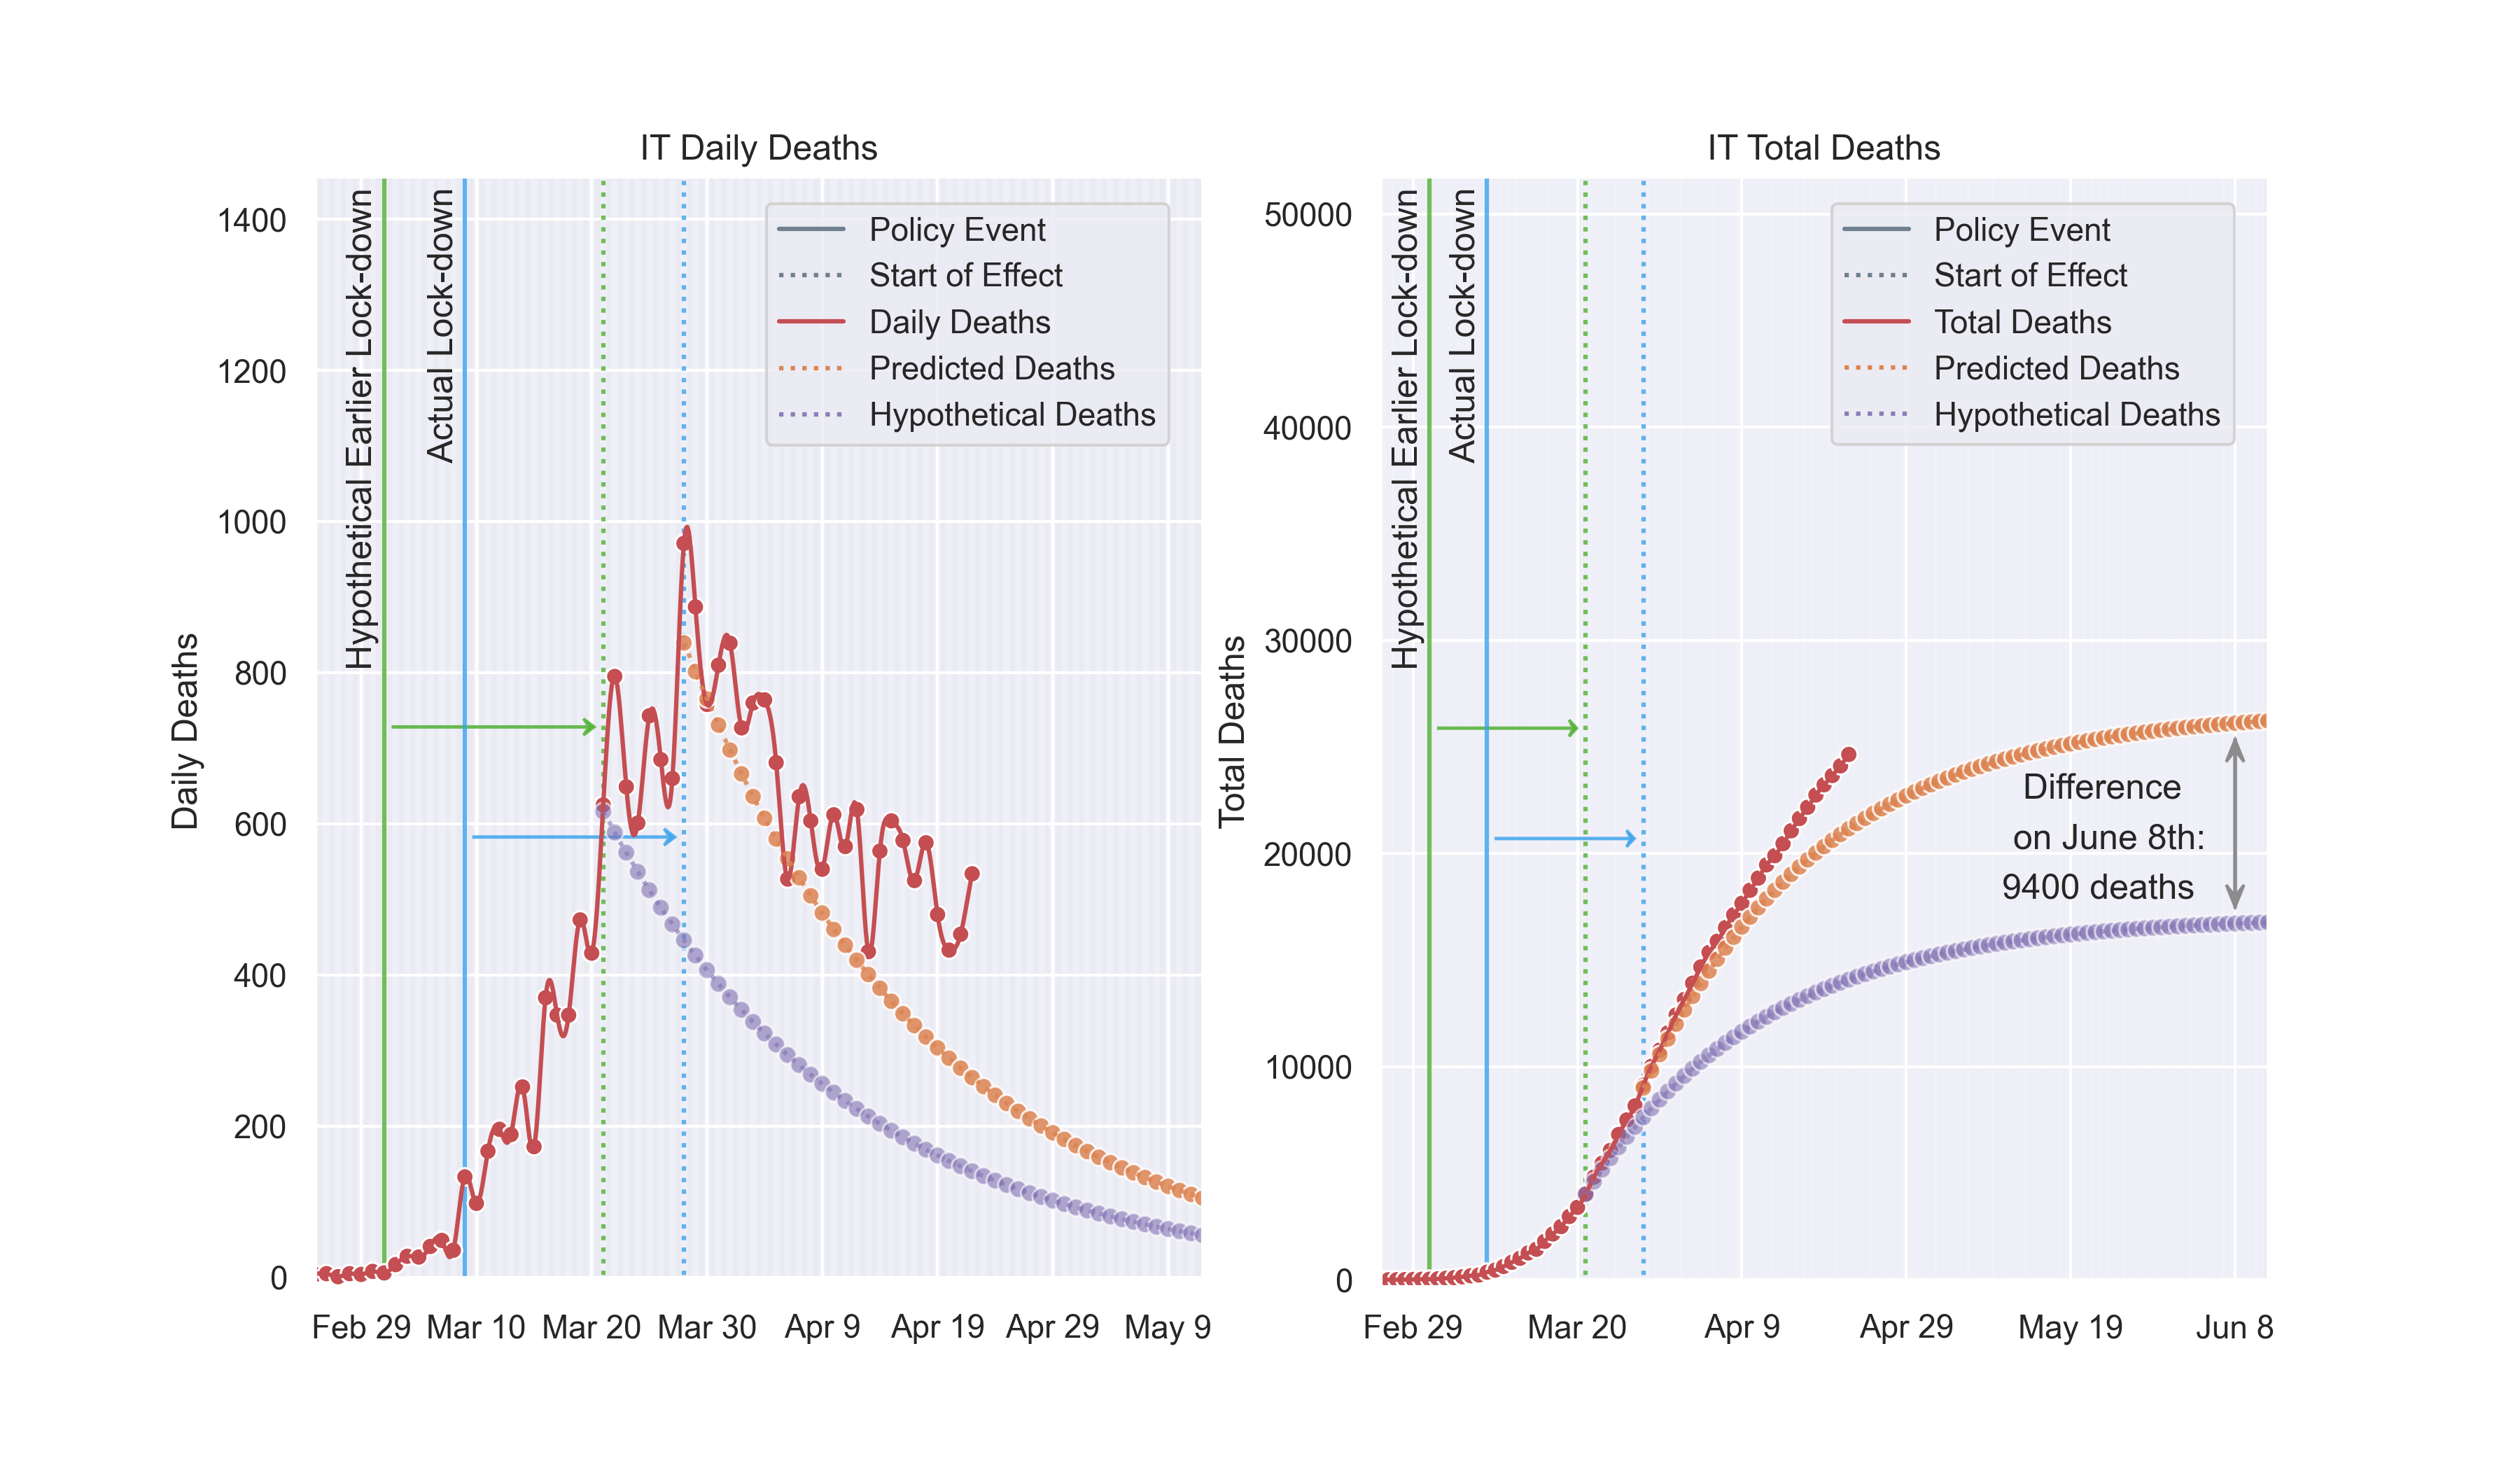 IT Daily Deaths
Daily Deaths
1400
1200
1000
800
600
400
200
0
Feb 29 Mar 10 Mar 20 Mar 30 Apr 9 Apr 19 Apr 29 May 9
Hypothetical Earlier Lock-down
Actual Lock-down
Policy Event
Start of Effect
Daily Deaths
Predicted Deaths
Hypothetical Deaths
IT Total Deaths
Total Deaths
50000
40000
30000
20000
10000
0
Feb 29 Mar 20 Apr 9 Apr 29 May 19 Jun 8
Hypothetical Earlier Lock-down
Actual Lock-down
Policy Event
Start of Effect
Total Deaths
Predicted Deaths
Hypothetical Deaths
Difference
on June 8th:
9400 deaths